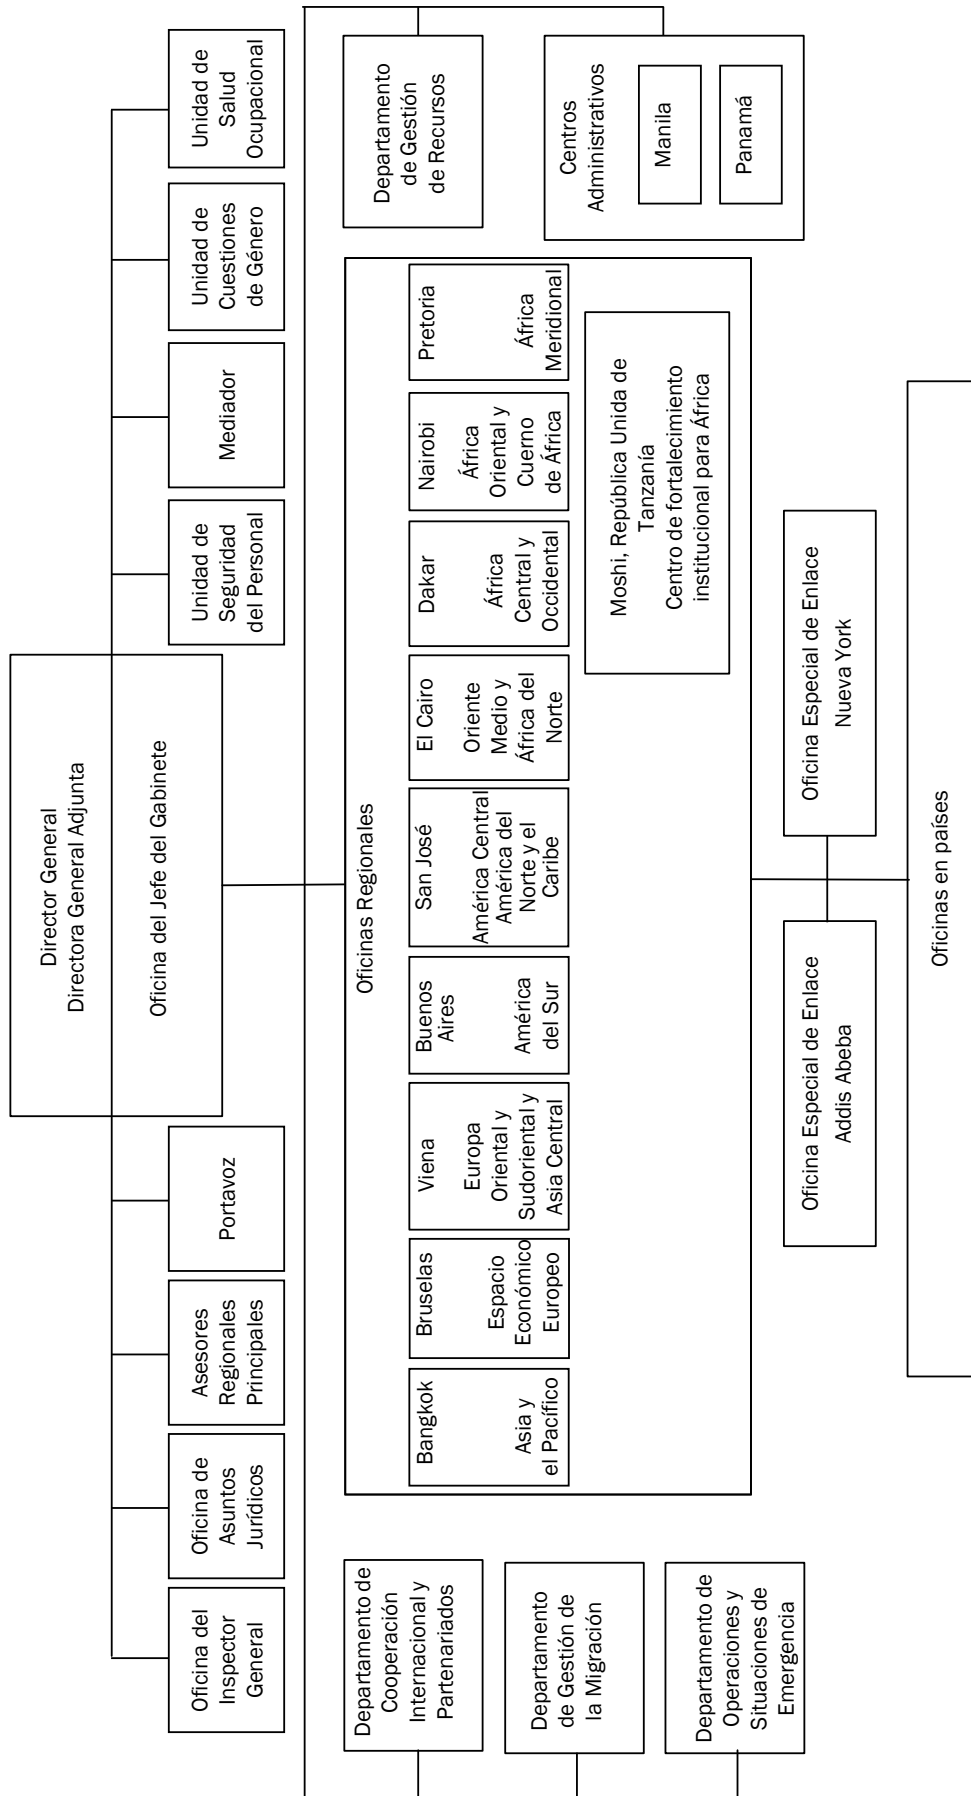 Director General
Directora General Adjunta
Oficina del Jefe del Gabinete
Oficina del
Inspector
General
Oficina de
Asuntos
Jurídicos
Asesores
Regionales
Principales
Portavoz
Unidad de
Seguridad
del Personal
Mediador
Unidad de
Cuestiones
de Género
Unidad de
Salud
Ocupacional
Departamento de
Cooperación
Internacional y
Partenariados
Departamento
de Gestión de
la Migración
Departamento de
Operaciones y
Situaciones de
Emergencia
Oficinas Regionales
Bangkok
Asia y
el Pacífico
Bruselas
Espacio
Económico
Europeo
Viena
Europa
Oriental y
Sudoriental y
Asia Central
Buenos
Aires
América
del Sur
San José
América Central
América del
Norte y el
Caribe
El Cairo
Oriente
Medio y
África del
Norte
Dakar
África
Central y
Occidental
Nairobi
África
Oriental y
Cuerno
de África
Pretoria
África
Meridional
Moshi, República Unida de
Tanzanía
Centro de fortalecimiento
institucional para África
Departamento
de Gestión
de Recursos
Centros
Administrativos
Manila
Panamá
Oficina Especial de Enlace
Addis Abeba
Oficina Especial de Enlace
Nueva York
Oficinas en países